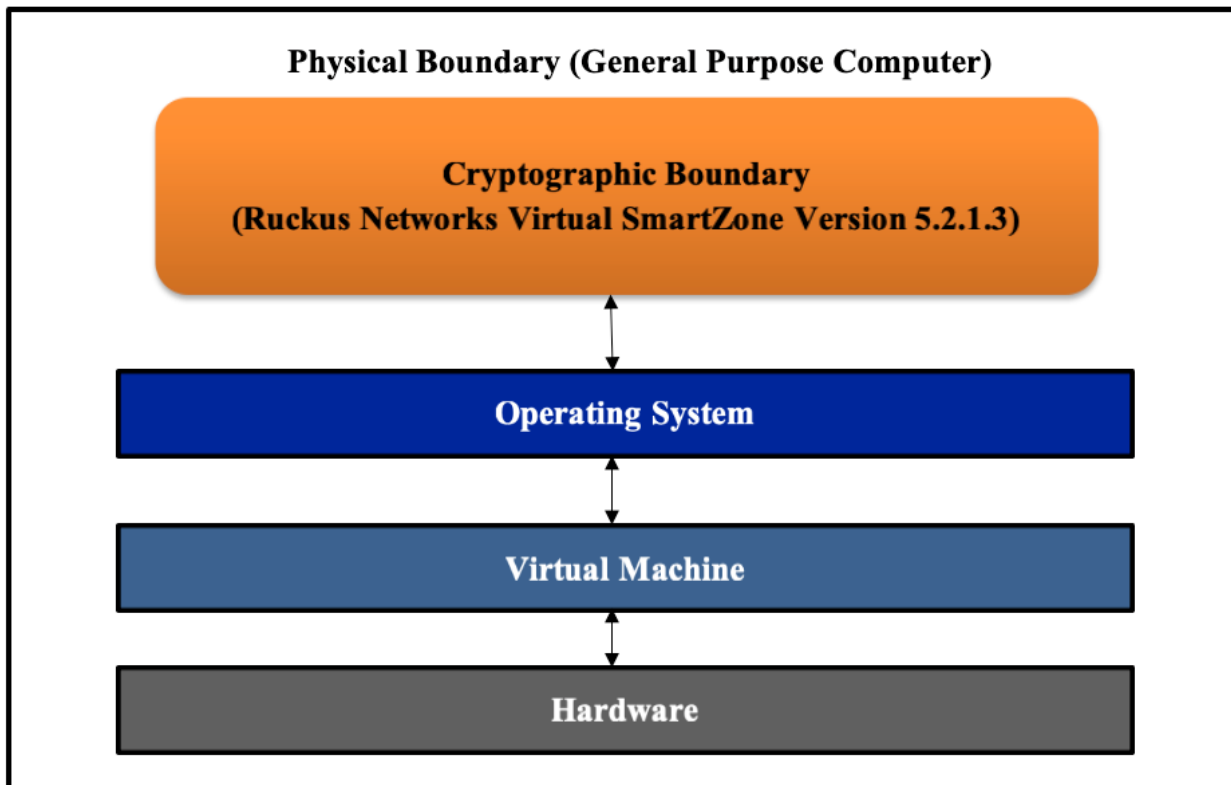 Physical Boundary (General Purpose Computer)
Cryptographic Boundary
(Ruckus Networks Virtual SmartZone Version 5.2.1.3)
Operating System
Virtual Machine
Hardware